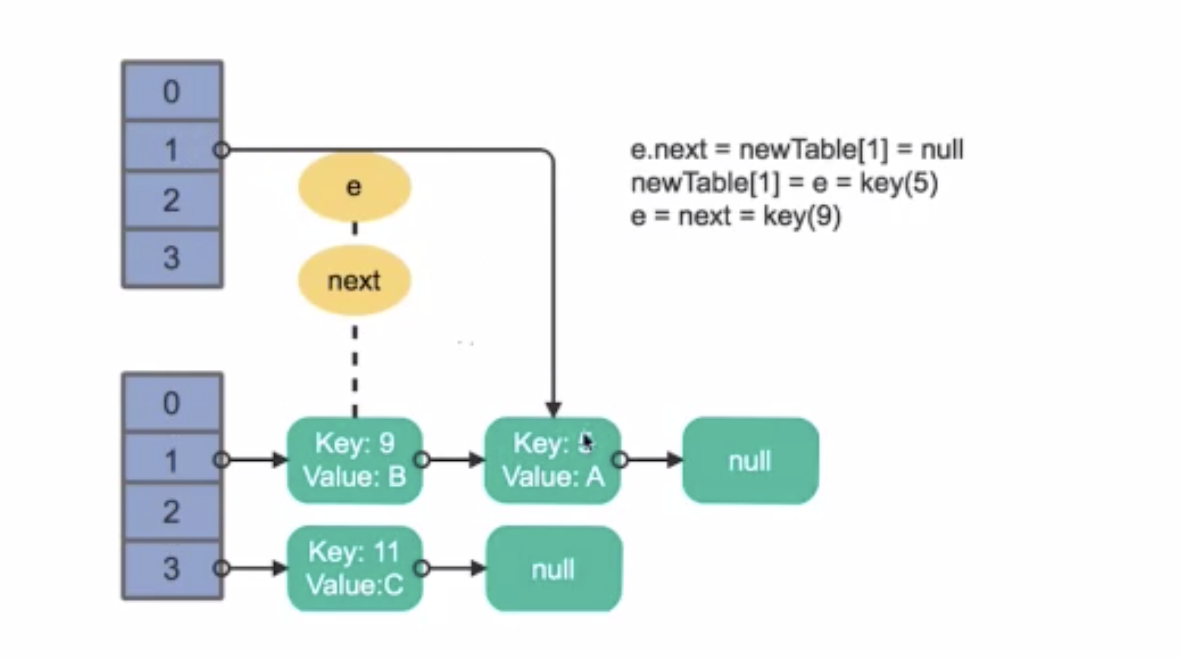 0
1
2
3
e
next
e.next = newTable[1] = null
newTable[1] = e = key(5)
e = next = key(9)
0
1
2
3
Key: 9
Value: B
Key:
Value: A
null
Key: 11
Value:C
null